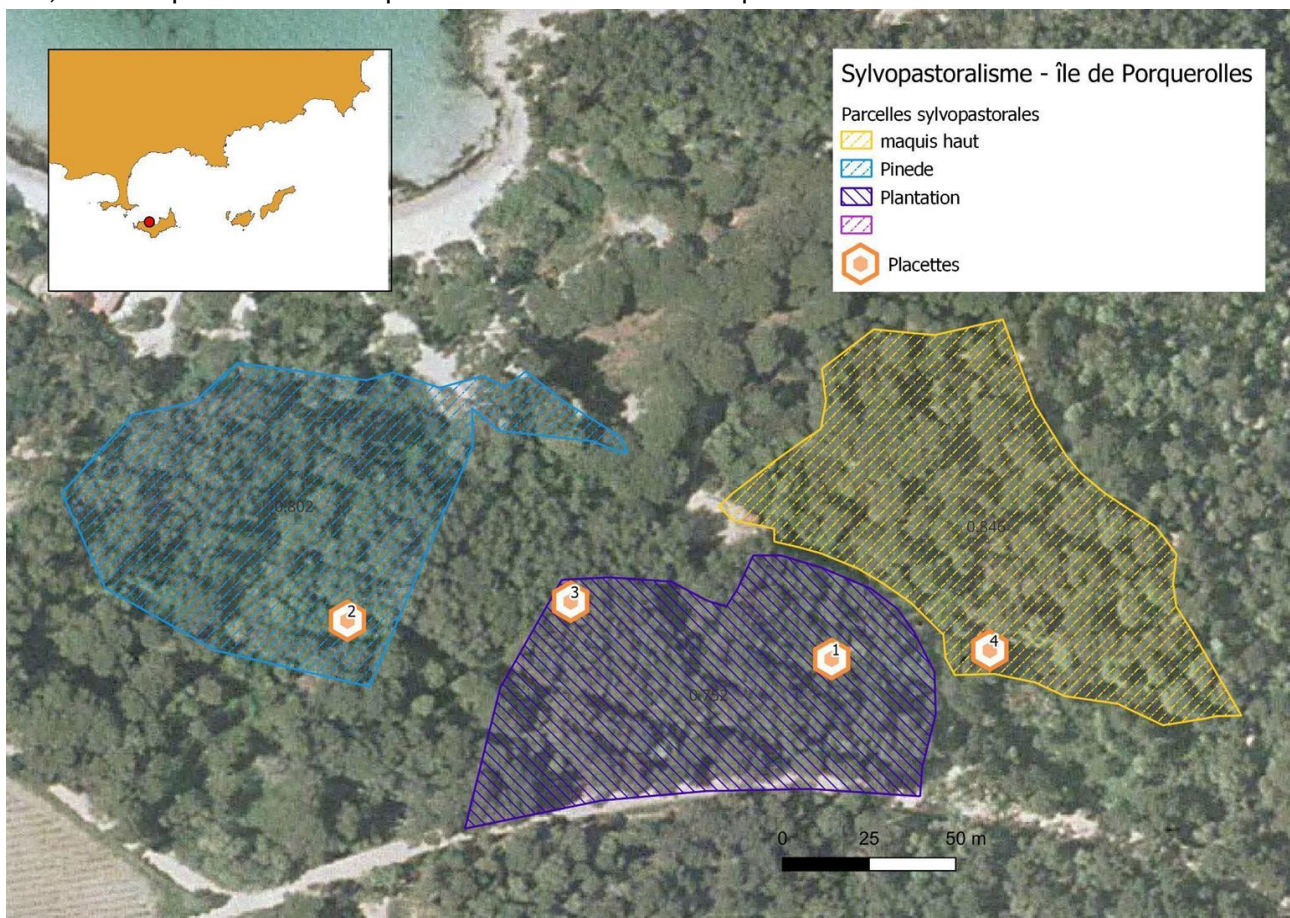 Sylvopastoralisme - île de Porquerolles
Parcelles sylvopastorales
maquis haut
Pinede
Plantation
Placettes
0.802
0.846
2
3
1
4
0.752
0 25 50 m